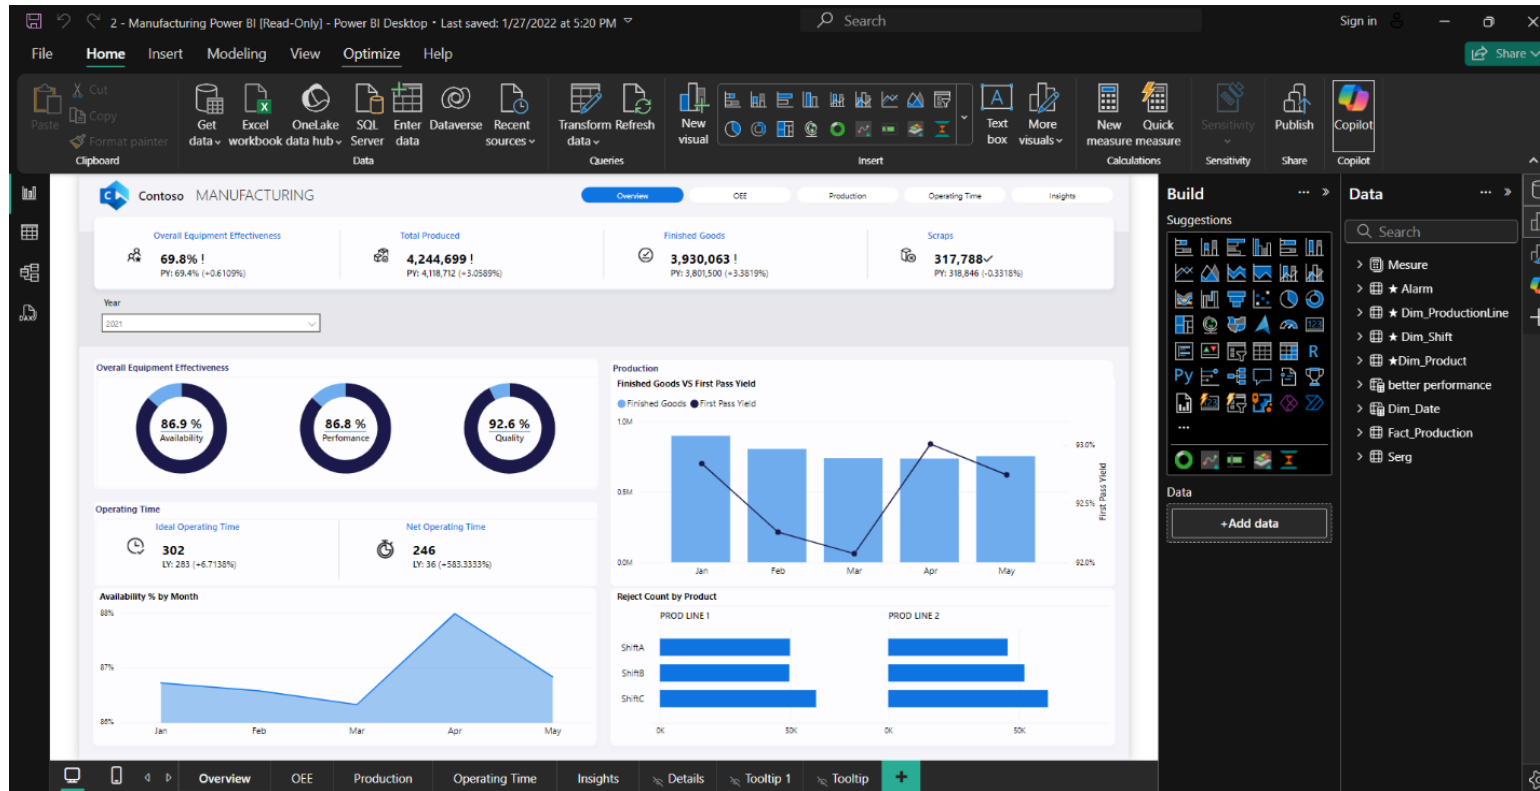 2 - Manufacturing Power BI [Read-Only] - Power BI Desktop • Last saved: 1/27/2022 at 5:20 PM
Search
Sign in
File Home Insert Modeling View Optimize Help
Share
Paste
Cut
Copy
Format painter
Clipboard
Get data
Excel workbook
OneLake data hub
SQL Server
Enter data
Dataverse
Recent sources
Data
Transform data
Refresh
Queries
New visual
Text box
More visuals
Insert
New measure
Quick measure
Calculations
Sensitivity
Sensitivity
Publish
Share
Copilot
Copilot
Contoso MANUFACTURING
Overview OEE Production Operating Time Insights
Overall Equipment Effectiveness
69.8% !
PY: 69.4% (+0.6109%)
Total Produced
4,244,699 !
PY: 4,118,712 (+3.0589%)
Finished Goods
3,930,063 !
PY: 3,801,500 (+3.3819%)
Scraps
317,788✓
PY: 318,846 (-0.3318%)
Year
2021
Overall Equipment Effectiveness
86.9 %
Availability
86.8 %
Perfomance
92.6 %
Quality
Operating Time
Ideal Operating Time
302
LY: 283 (+6.7138%)
Net Operating Time
246
LY: 36 (+583.3333%)
Availability % by Month
88%
87%
86%
Jan Feb Mar Apr May
Production
Finished Goods VS First Pass Yield
Finished Goods First Pass Yield
1.0M
0.5M
0.0M
93.0%
92.5%
92.0%
First Pass Yield
Jan Feb Mar Apr May
Reject Count by Product
PROD LINE 1 PROD LINE 2
ShiftA
ShiftB
ShiftC
0K 50K 0K 50K
Build
Suggestions
123
R
Py
123
...
Data
+Add data
Data
Search
Mesure
★ Alarm
★ Dim_ProductionLine
★ Dim_Shift
★Dim_Product
better performance
Dim_Date
Fact_Production
Serg
DAX
Overview OEE Production Operating Time Insights Details Tooltip 1 Tooltip +